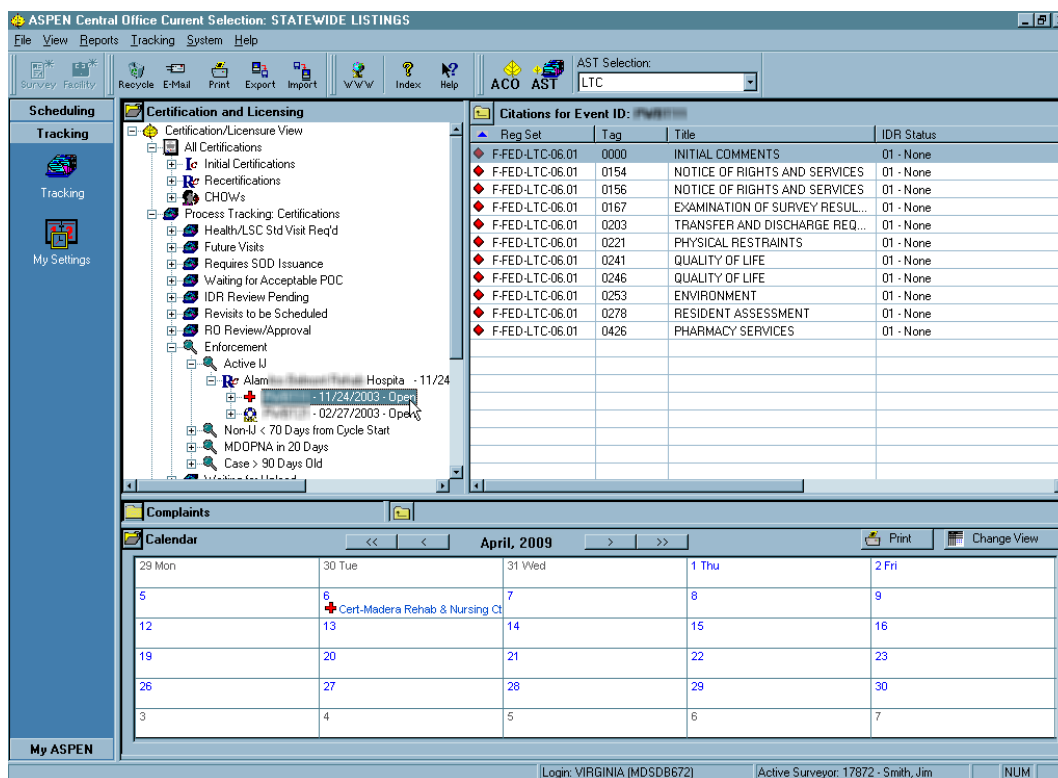 ASPEN Central Office Current Selection: STATEWIDE LISTINGS
File View Reports Tracking System Help
Survey Facility Recycle E-Mail Print Export Import WWW Index Help ACO AST
AST Selection:
LTC
Scheduling
Tracking
Tracking
My Settings
My ASPEN
Certification and Licensing
Certification/Licensure View
All Certifications
Initial Certifications
Recertifications
CHOWs
Process Tracking: Certifications
Health/LSC Std Visit Req'd
Future Visits
Requires SOD Issuance
Waiting for Acceptable POC
IDR Review Pending
Revisits to be Scheduled
RO Review/Approval
Enforcement
Active IJ
Alam Hospita - 11/24
- 11/24/2003 - Open
- 02/27/2003 - Open
Non-IJ < 70 Days from Cycle Start
MDOPNA in 20 Days
Case > 90 Days Old
Citations for Event ID:
Reg Set Tag Title IDR Status
F-FED-LTC-06.01 0000 INITIAL COMMENTS 01 - None
F-FED-LTC-06.01 0154 NOTICE OF RIGHTS AND SERVICES 01 - None
F-FED-LTC-06.01 0156 NOTICE OF RIGHTS AND SERVICES 01 - None
F-FED-LTC-06.01 0167 EXAMINATION OF SURVEY RESUL... 01 - None
F-FED-LTC-06.01 0203 TRANSFER AND DISCHARGE REQ... 01 - None
F-FED-LTC-06.01 0221 PHYSICAL RESTRAINTS 01 - None
F-FED-LTC-06.01 0241 QUALITY OF LIFE 01 - None
F-FED-LTC-06.01 0246 QUALITY OF LIFE 01 - None
F-FED-LTC-06.01 0253 ENVIRONMENT 01 - None
F-FED-LTC-06.01 0278 RESIDENT ASSESSMENT 01 - None
F-FED-LTC-06.01 0426 PHARMACY SERVICES 01 - None
Complaints
Calendar << < April, 2009 > >> Print Change View
29 Mon 30 Tue 31 Wed 1 Thu 2 Fri
5 6 7 8 9
Cert-Madera Rehab & Nursing Ct
12 13 14 15 16
19 20 21 22 23
26 27 28 29 30
3 4 5 6 7
Login: VIRGINIA (MDSDB672) Active Surveyor: 17872 - Smith, Jim NUM